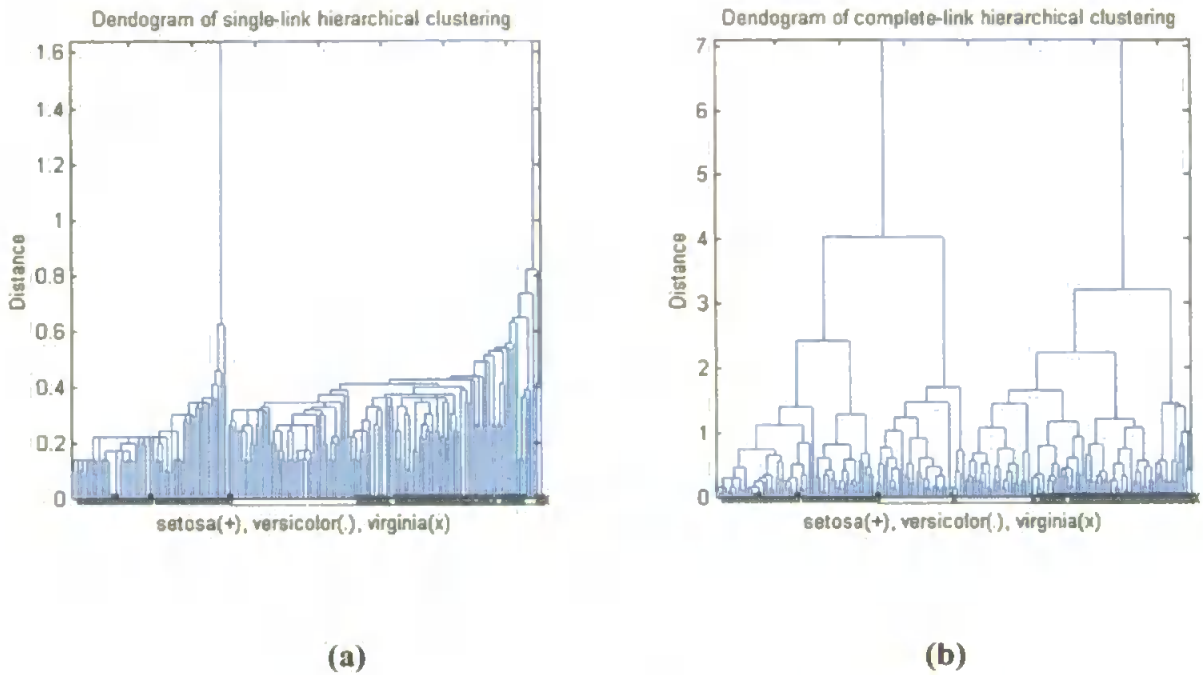 Dendogram of single-link hierarchical clustering
1.6
1.4
1.2
1
0.8
0.6
0.4
0.2
0
Distance
setosa(+), versicolor(.), virginia(x)
(a)
Dendogram of complete-link hierarchical clustering
7
6
5
4
3
2
1
0
Distance
setosa(+), versicolor(.), virginia(x)
(b)